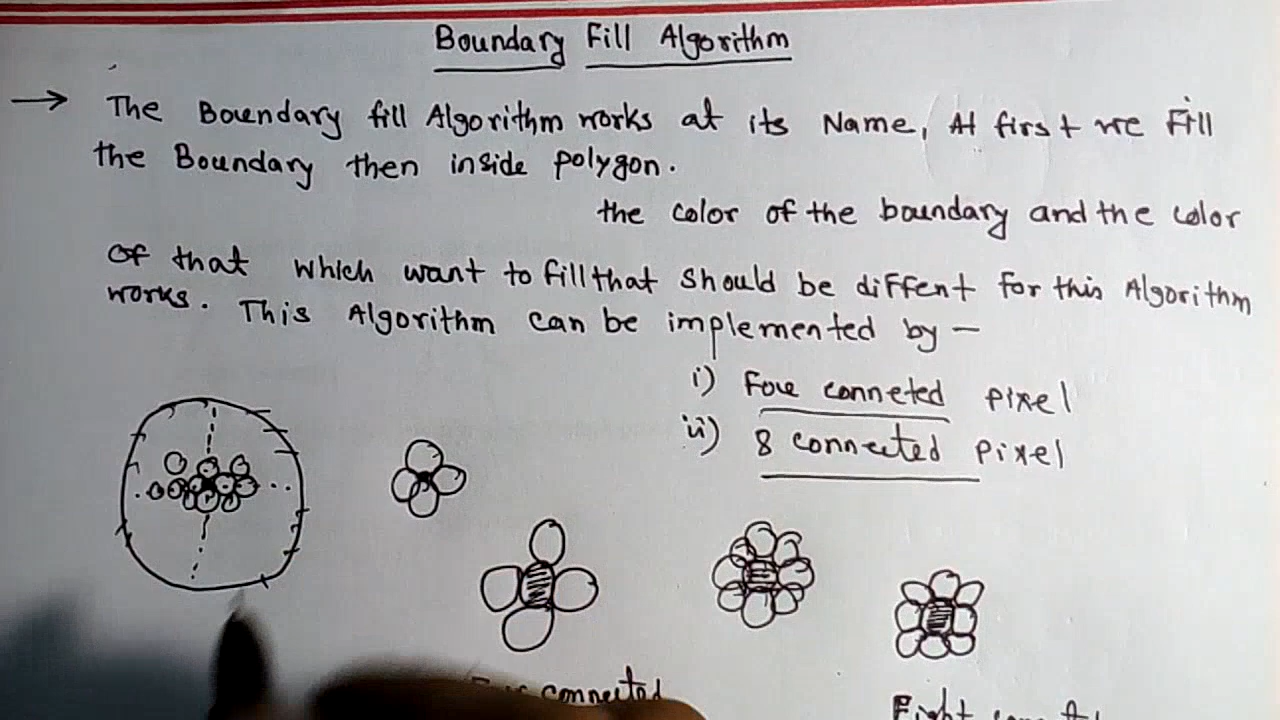 Boundary Fill Algorithm
→ The Boundary fill Algorithm works at its Name, At first we Fill
the Boundary then inside polygon.
the color of the boundary and the color
of that which want to fill that should be diffent for this Algorithm
works. This Algorithm can be implemented by —
i) Four conneted pixel
ii) 8 connected pixel
connected
Eight